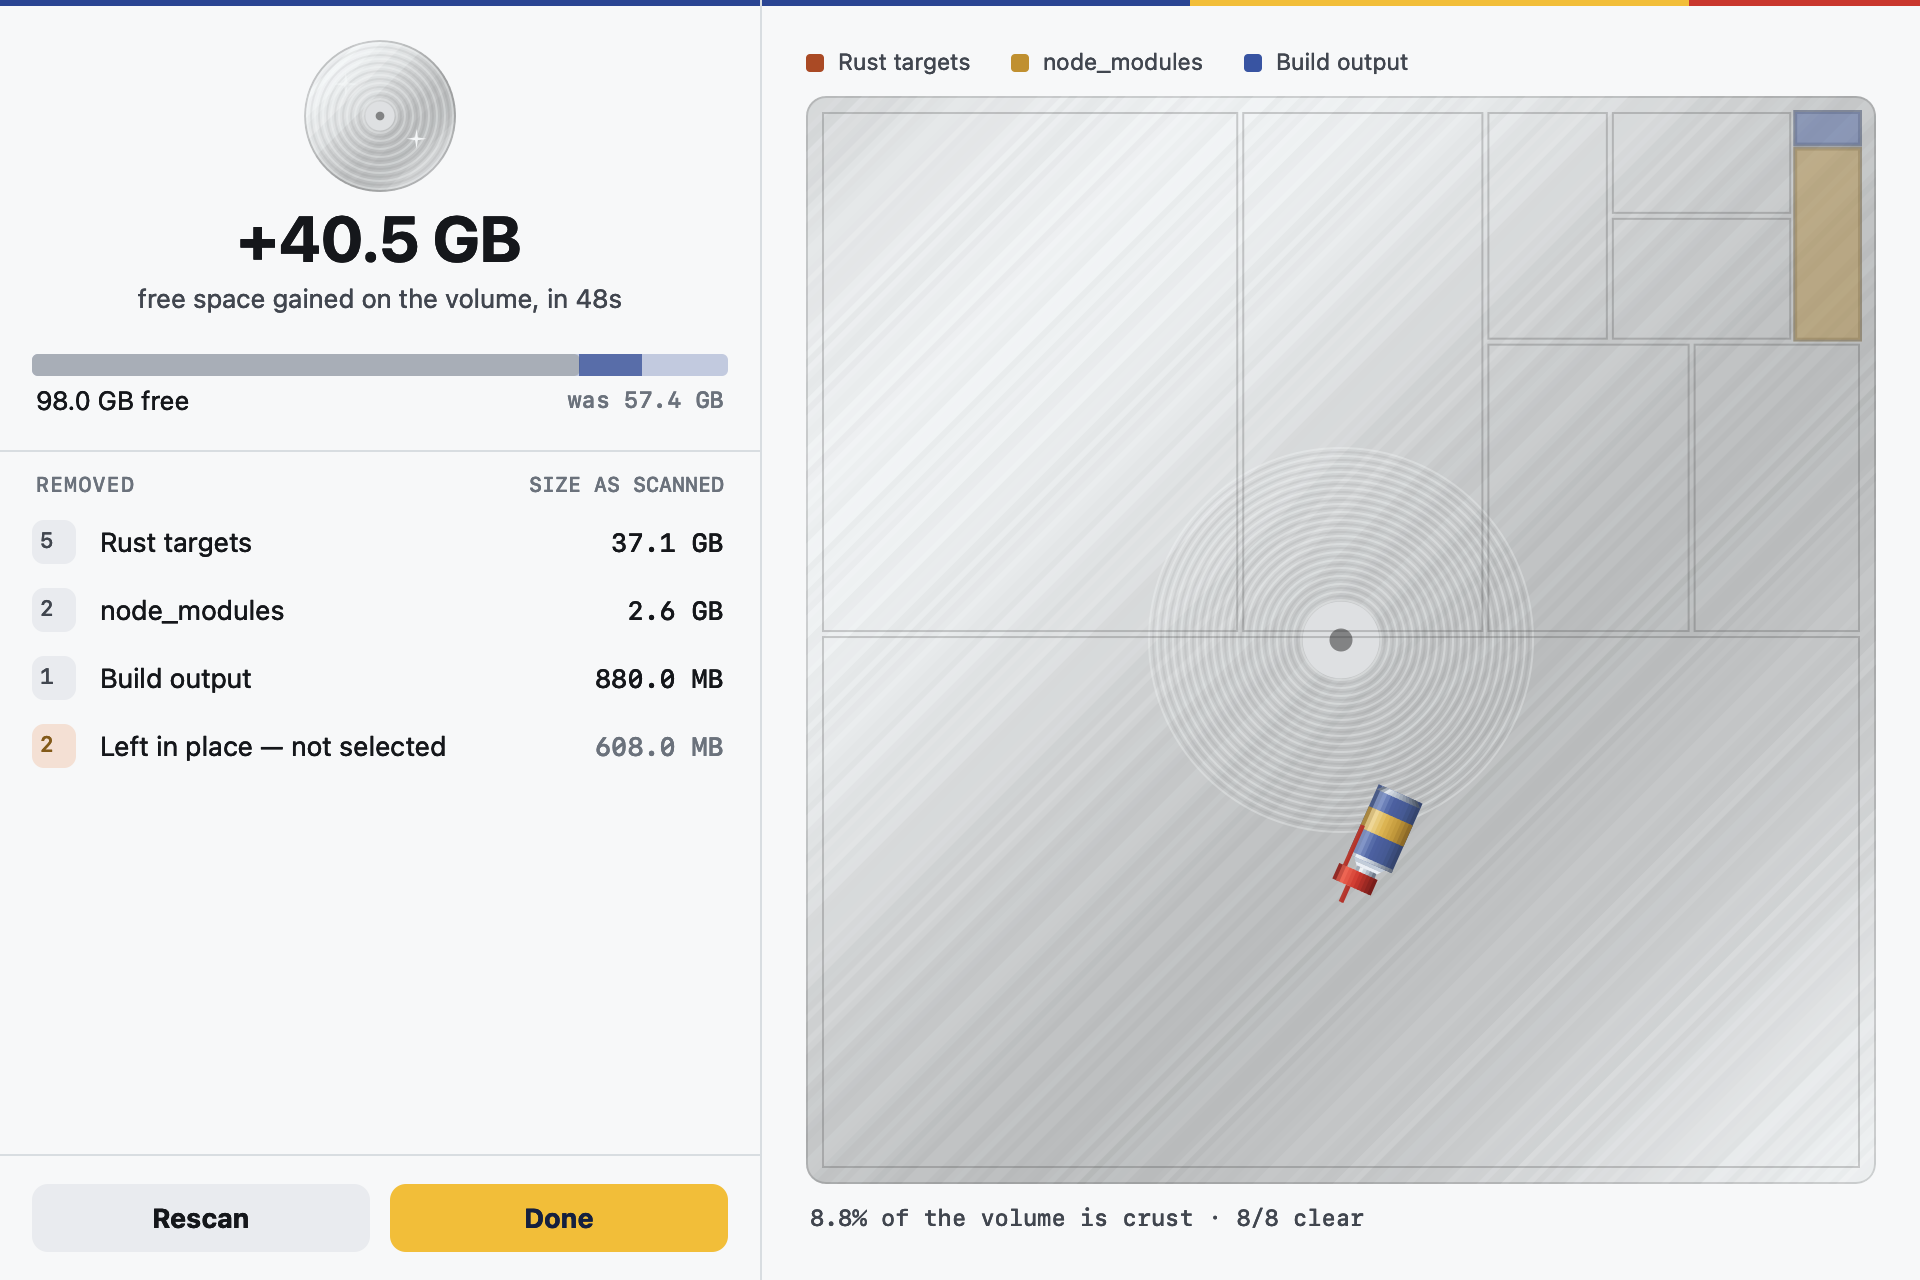 +40.5 GB
free space gained on the volume, in 48s
98.0 GB free was 57.4 GB
REMOVED SIZE AS SCANNED
5 Rust targets 37.1 GB
2 node_modules 2.6 GB
1 Build output 880.0 MB
2 Left in place — not selected 608.0 MB
Rescan Done
Rust targets node_modules Build output
8.8% of the volume is crust · 8/8 clear